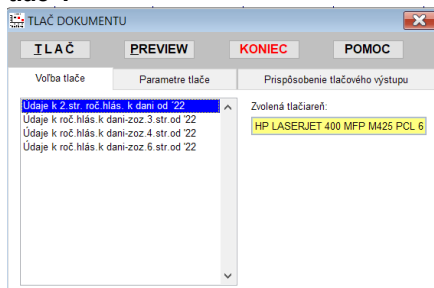 TLAČ DOKUMENTU
TLAČ PREVIEW KONIEC POMOC
Voľba tlače Parametre tlače Prispôsobenie tlačového výstupu
Údaje k 2.str. roč.hlás. k dani od ´22
Údaje k roč.hlás.k dani-zoz.3.str.od '22
Údaje k roč.hlás.k dani-zoz.4.str.od '22
Údaje k roč.hlás.k dani-zoz.6.str.od '22
Zvolená tlačiareň:
HP LASERJET 400 MFP M425 PCL 6